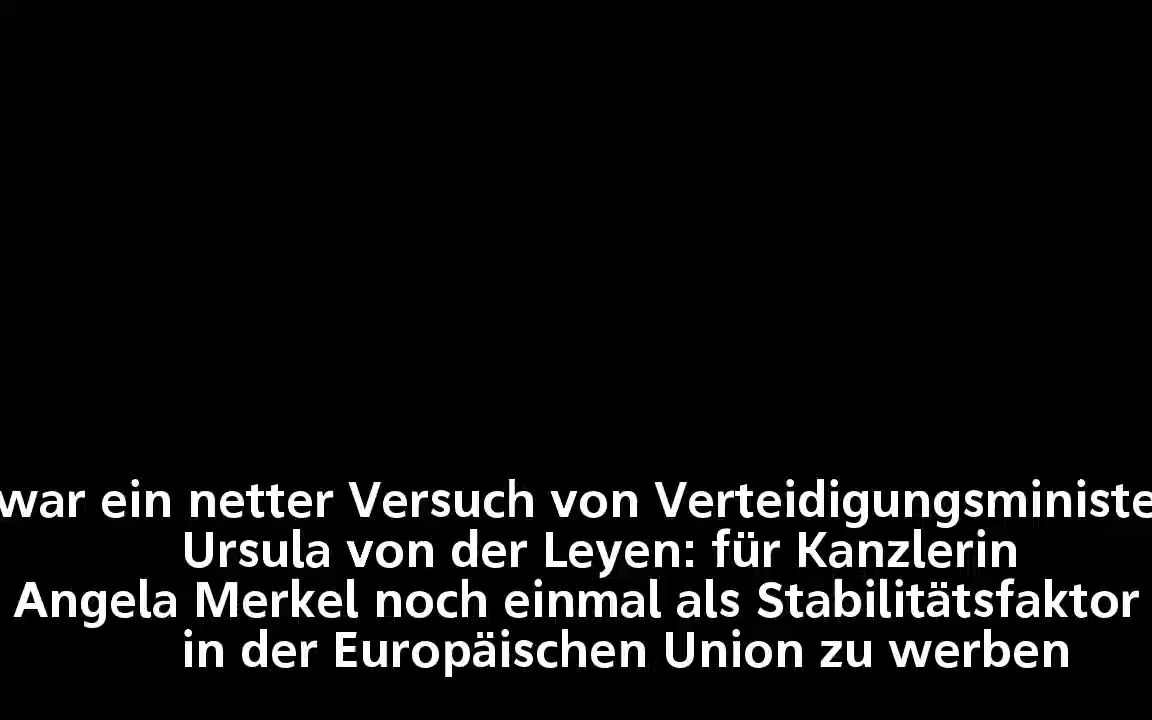 war ein netter Versuch von Verteidigungsministe
Ursula von der Leyen: für Kanzlerin
Angela Merkel noch einmal als Stabilitätsfaktor
in der Europäischen Union zu werben